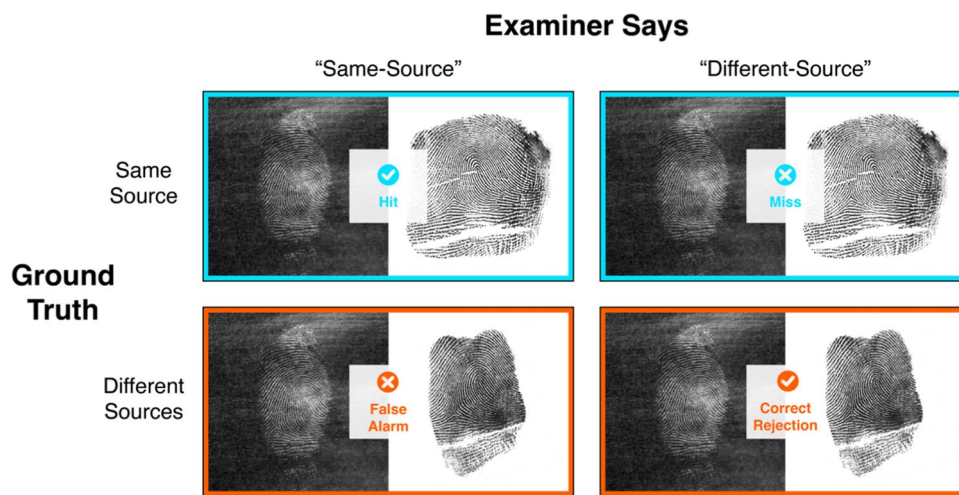 Examiner Says
“Same-Source”
“Different-Source”
Same
Source
Hit
Miss
Ground
Truth
Different
Sources
False
Alarm
Correct
Rejection